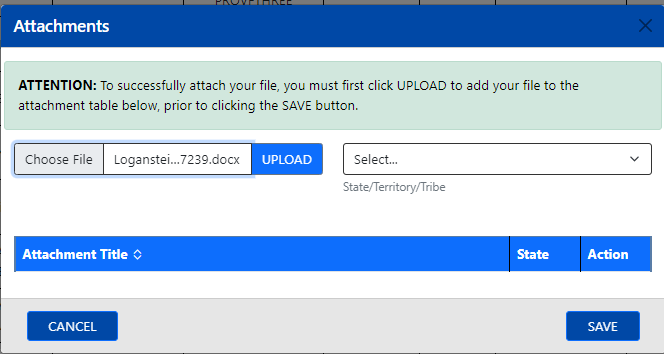 PROVETHREE
Attachments
ATTENTION: To successfully attach your file, you must first click UPLOAD to add your file to the
attachment table below, prior to clicking the SAVE button.
Choose File Loganstei...7239.docx UPLOAD Select...
State/Territory/Tribe
Attachment Title State Action
CANCEL SAVE